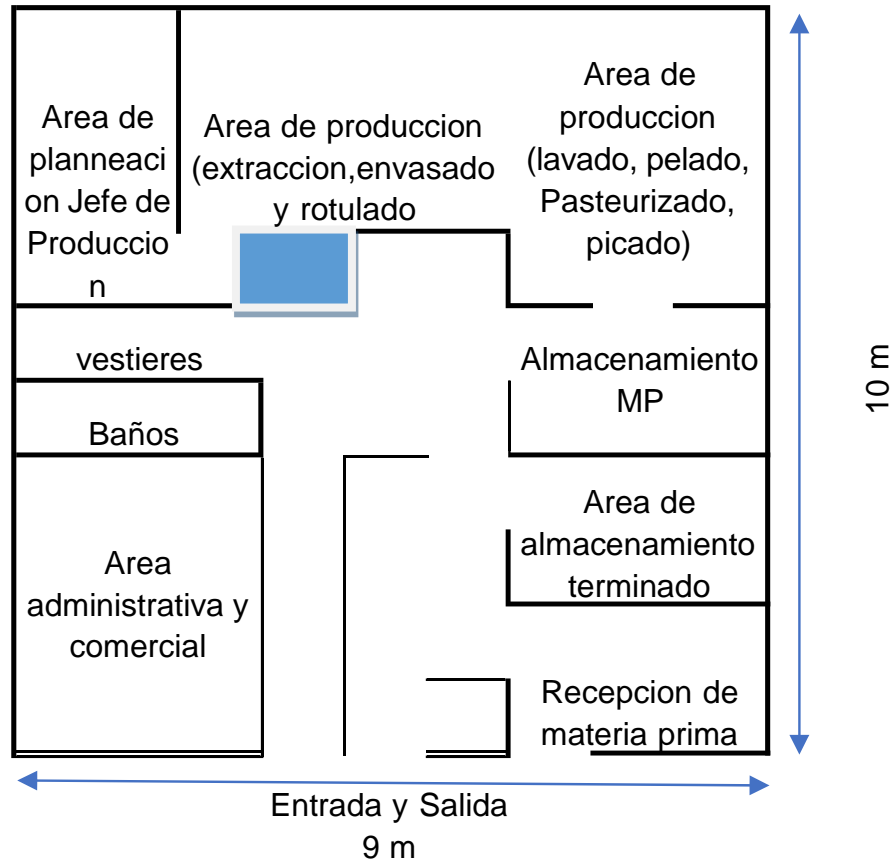 Area de
planneaci
on Jefe de
Produccio
n
Area de produccion
(extraccion,envasado
y rotulado
Area de
produccion
(lavado, pelado,
Pasteurizado,
picado)
vestieres
Baños
Almacenamiento
MP
10 m
Area
administrativa y
comercial
Area de
almacenamiento
terminado
Recepcion de
materia prima
Entrada y Salida
9 m